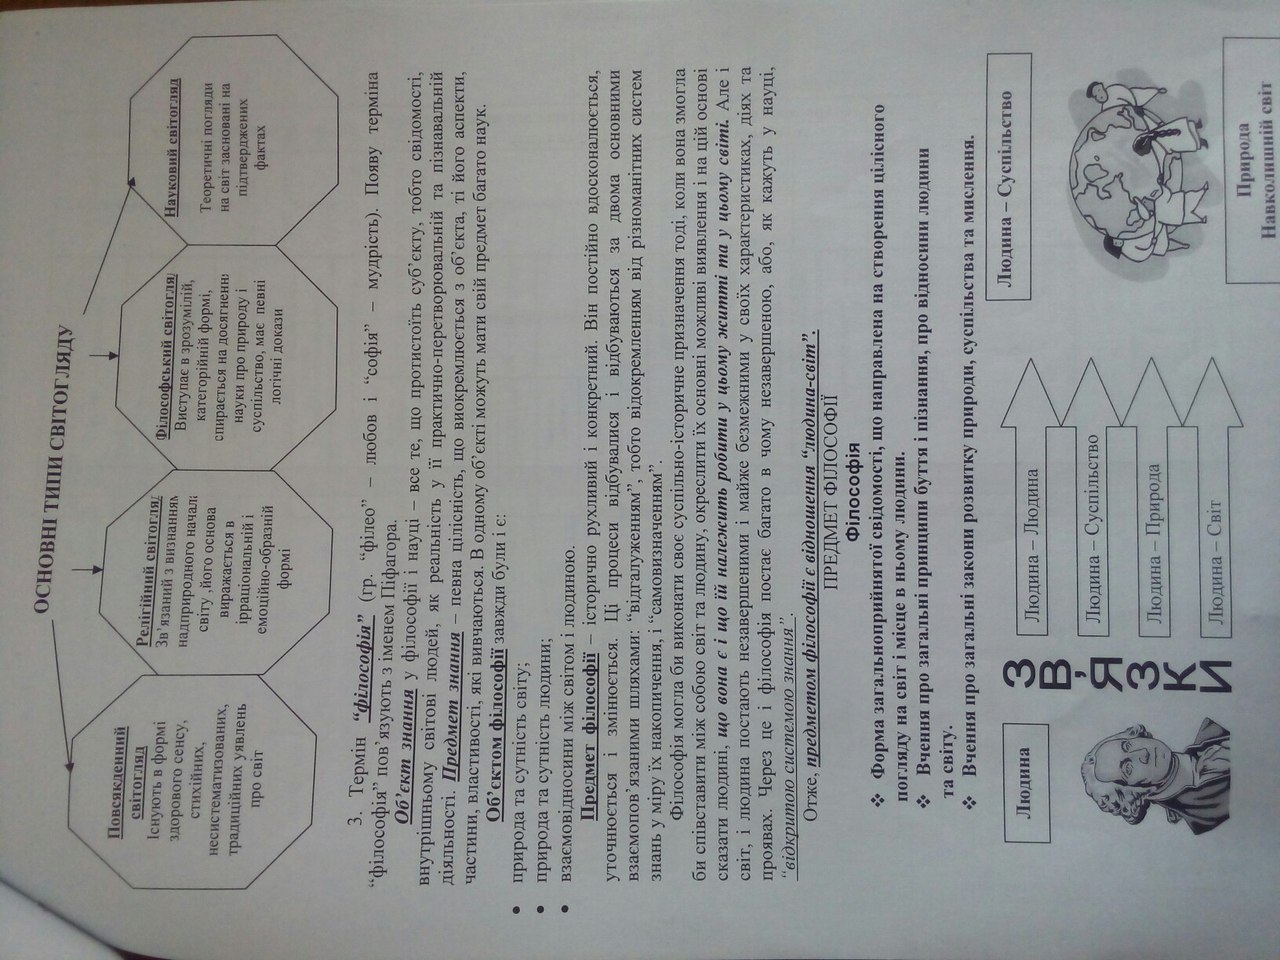 ОСНОВНІ ТИПИ СВІТОГЛЯДУ
Повсякденний
світогляд
Існують в формі
здорового сенсу,
стихійних,
несистематизованих,
традиційних уявлень
про світ
Релігійний світогляд
Зв'язаний з визнанням
надприродного начала
світу ,його основа
виражається в
ірраціональній і
емоційно-образній
формі
Філософський світогляд
Виступає в зрозумілій,
категорійній формі,
спирається на досягнення
науки про природу і
суспільство, має певні
логічні докази
Науковий світогляд
Теоретичні погляди
на світ засновані на
підтверджених
фактах
3. Термін “філософія” (гр. “філео” – любов і “софія” – мудрість). Появу терміна
“філософія” пов'язують з іменем Піфагора.
Об'єкт знання у філософії і науці – все те, що протистоїть суб'єкту, тобто свідомості,
внутрішньому світові людей, як реальність у її практично-перетворювальній та пізнавальній
діяльності. Предмет знання – певна цілісність, що виокремлюється з об'єкта, ті його аспекти,
частини, властивості, які вивчаються. В одному об'єкті можуть мати свій предмет багато наук.
Об'єктом філософії завжди були і є:
• природа та сутність світу;
• природа та сутність людини;
• взаємовідносини між світом і людиною.
Предмет філософії – історично рухливий і конкретний. Він постійно вдосконалюється,
уточнюється і змінюється. Ці процеси відбувалися і відбуваються за двома основними
взаємопов'язаними шляхами: “відгалуженням”, тобто відокремленням від різноманітних систем
знань у міру їх накопичення, і “самовизначенням”.
Філософія могла би виконати своє суспільно-історичне призначення тоді, коли вона змогла
би співставити між собою світ та людину, окреслити їх основні можливі виявлення і на цій основі
сказати людині, що вона є і що їй належить робити у цьому житті та у цьому світі. Але і
світ, і людина постають незавершеними і майже безмежними у своїх характеристиках, діях та
проявах. Через це і філософія постає багато в чому незавершеною, або, як кажуть у науці,
“відкритою системою знання”.
Отже, предметом філософії є відношення “людина-світ”.
ПРЕДМЕТ ФІЛОСОФІЇ
Філософія
❖ Форма загальноприйнятої свідомості, що направлена на створення цілісного
погляду на світ і місце в ньому людини.
❖ Вчення про загальні принципи буття і пізнання, про відносини людини
та світу.
❖ Вчення про загальні закони розвитку природи, суспільства та мислення.
Людина
ЗВ'ЯЗКИ
Людина – Людина
Людина – Суспільство
Людина – Природа
Людина – Світ
Людина – Суспільство
Природа
Навколишній світ